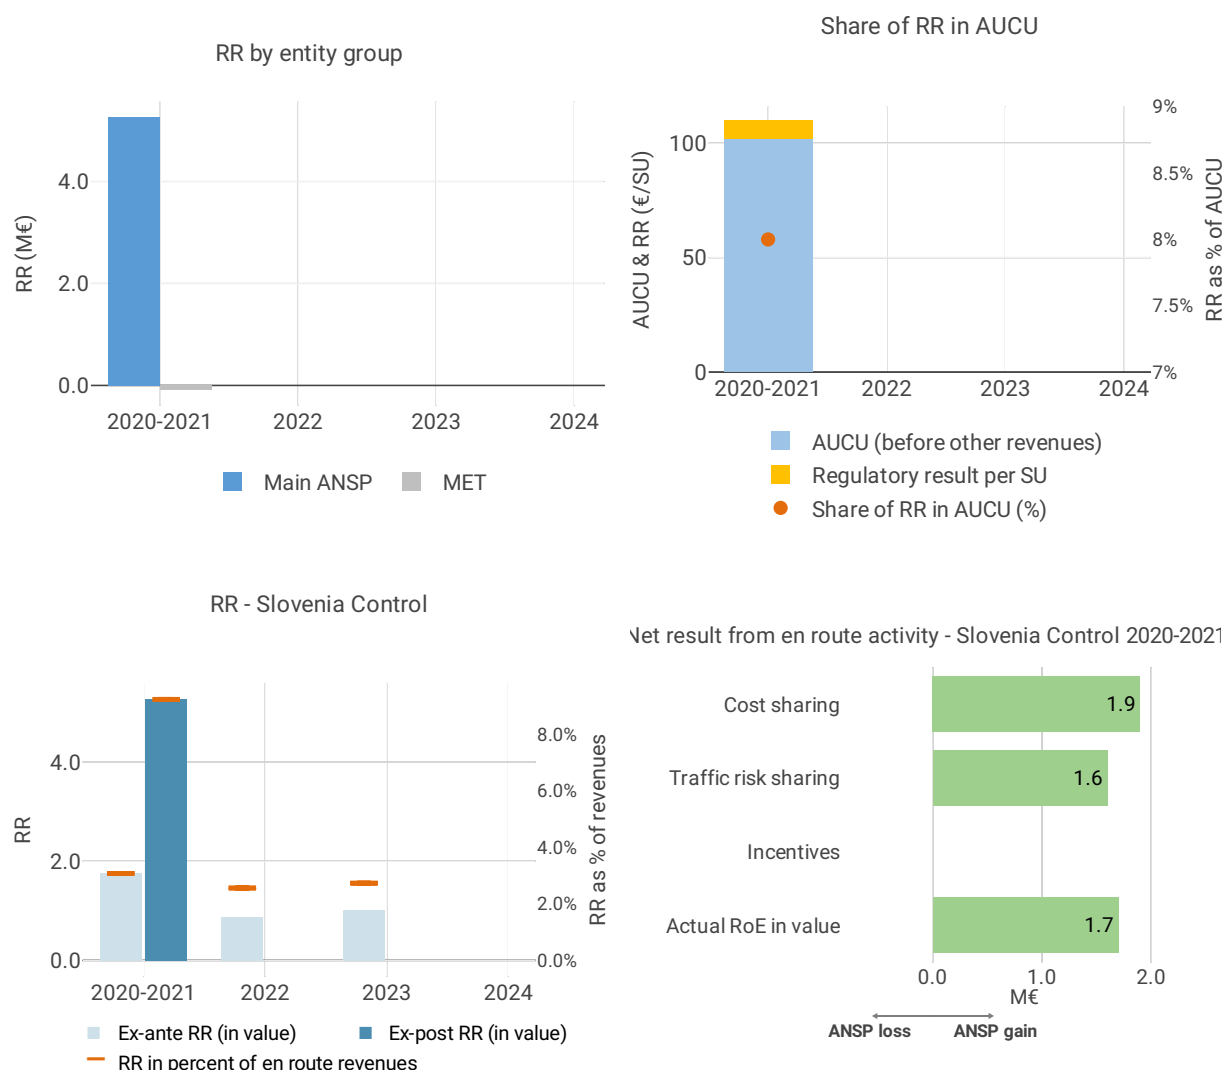 RR by entity group
RR (M€)
4.0
2.0
0.0
2020-2021 2022 2023 2024
Main ANSP MET
Share of RR in AUCU
AUCU & RR (€/SU)
100
50
0
9%
8.5%
8%
7.5%
7%
RR as % of AUCU
2020-2021 2022 2023 2024
AUCU (before other revenues)
Regulatory result per SU
Share of RR in AUCU (%)
RR - Slovenia Control
RR
4.0
2.0
0.0
8.0%
6.0%
4.0%
2.0%
0.0%
RR as % of revenues
2020-2021 2022 2023 2024
Ex-ante RR (in value) Ex-post RR (in value)
RR in percent of en route revenues
Net result from en route activity - Slovenia Control 2020-2021
Cost sharing 1.9
Traffic risk sharing 1.6
Incentives
Actual RoE in value 1.7
0.0 1.0 2.0
M€
ANSP loss ANSP gain